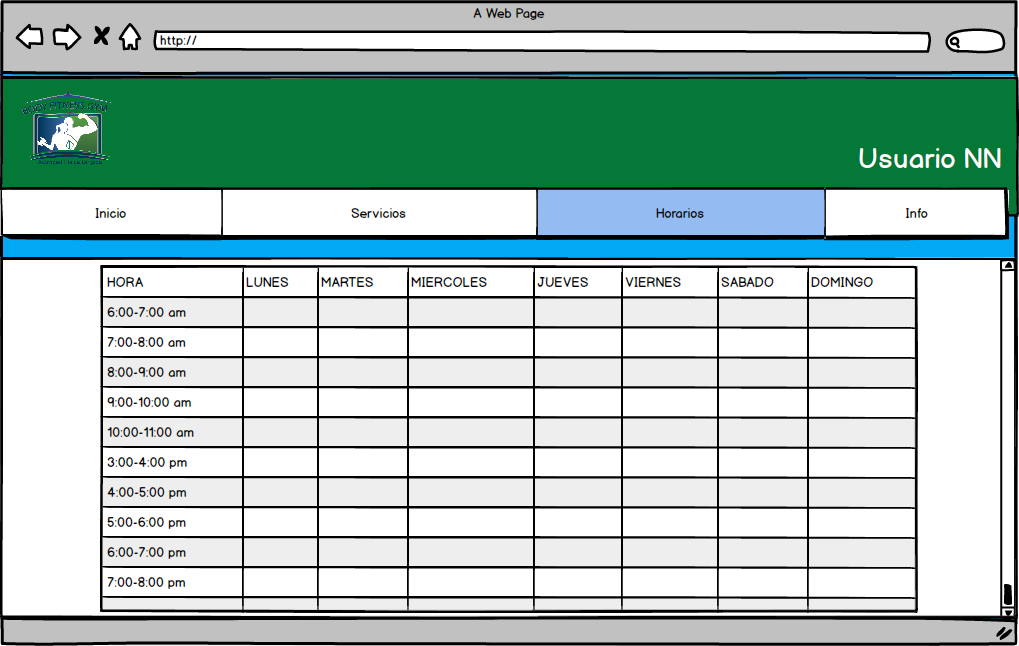 A Web Page
http://
BODY FITNESS GYM
Usuario NN
Inicio Servicios Horarios Info
HORA LUNES MARTES MIERCOLES JUEVES VIERNES SABADO DOMINGO
6:00-7:00 am
7:00-8:00 am
8:00-9:00 am
9:00-10:00 am
10:00-11:00 am
3:00-4:00 pm
4:00-5:00 pm
5:00-6:00 pm
6:00-7:00 pm
7:00-8:00 pm